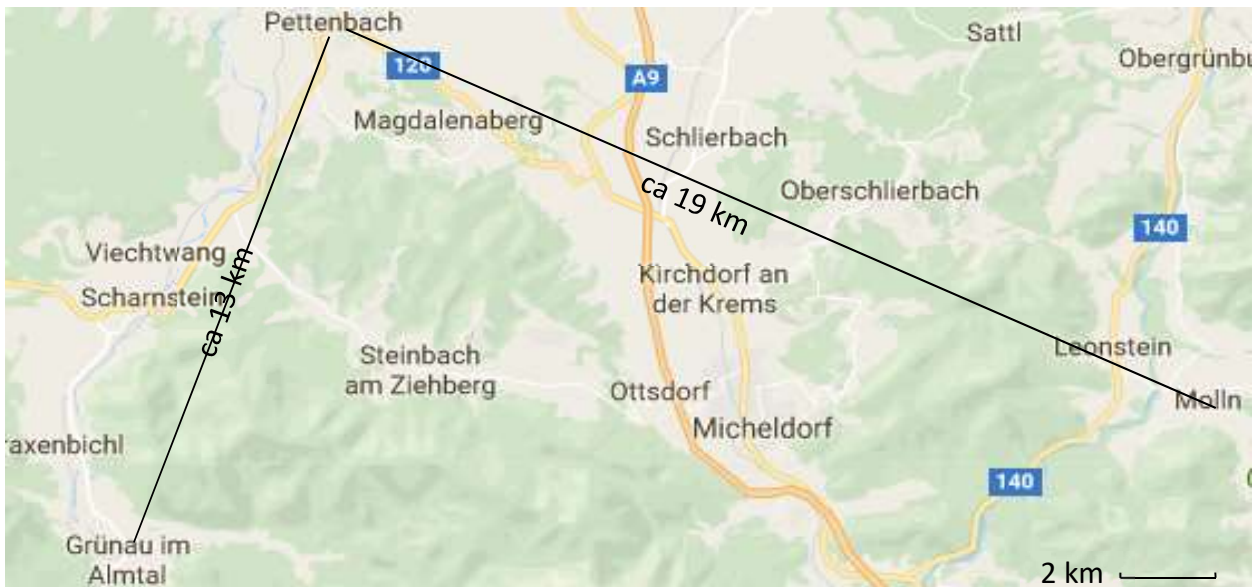 Pettenbach
Sattl
120
Obergrünbu
A9
Magdalenaberg
Schlierbach
Oberschlierbach
ca 19 km
140
Viechtwang
Scharnstein
ca 13 km
Kirchdorf an
der Krems
Leonstein
Steinbach
am Ziehberg
Ottsdorf
Molln
Micheldorf
raxenbichl
140
Grünau im
Almtal
2 km